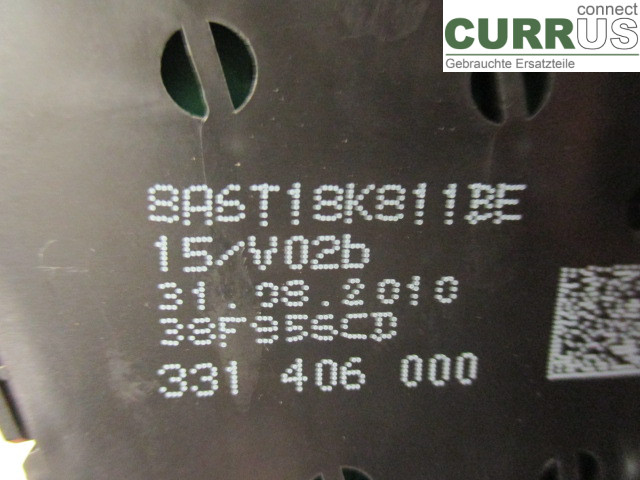 connect
CURRUS
Gebrauchte Ersatzteile
8A6T18K811BE
15/V02b
31.08.2010
38F956CD
331 406 000